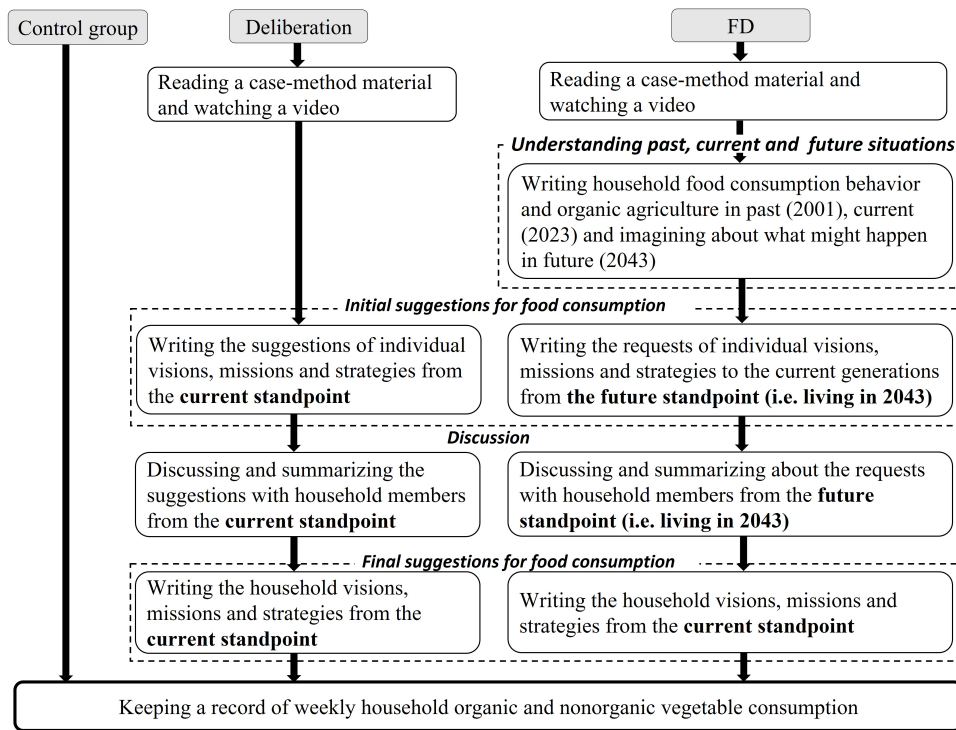 Control group
Deliberation
FD
Reading a case-method material
and watching a video
Reading a case-method material and
watching a video
Understanding past, current and future situations
Writing household food consumption behavior
and organic agriculture in past (2001), current
(2023) and imagining about what might happen
in future (2043)
Initial suggestions for food consumption
Writing the suggestions of individual
visions, missions and strategies from
the current standpoint
Writing the requests of individual visions,
missions and strategies to the current generations
from the future standpoint (i.e. living in 2043)
Discussion
Discussing and summarizing the
suggestions with household members
from the current standpoint
Discussing and summarizing about the requests
with household members from the future
standpoint (i.e. living in 2043)
Final suggestions for food consumption
Writing the household visions,
missions and strategies from the
current standpoint
Writing the household visions, missions and
strategies from the current standpoint
Keeping a record of weekly household organic and nonorganic vegetable consumption